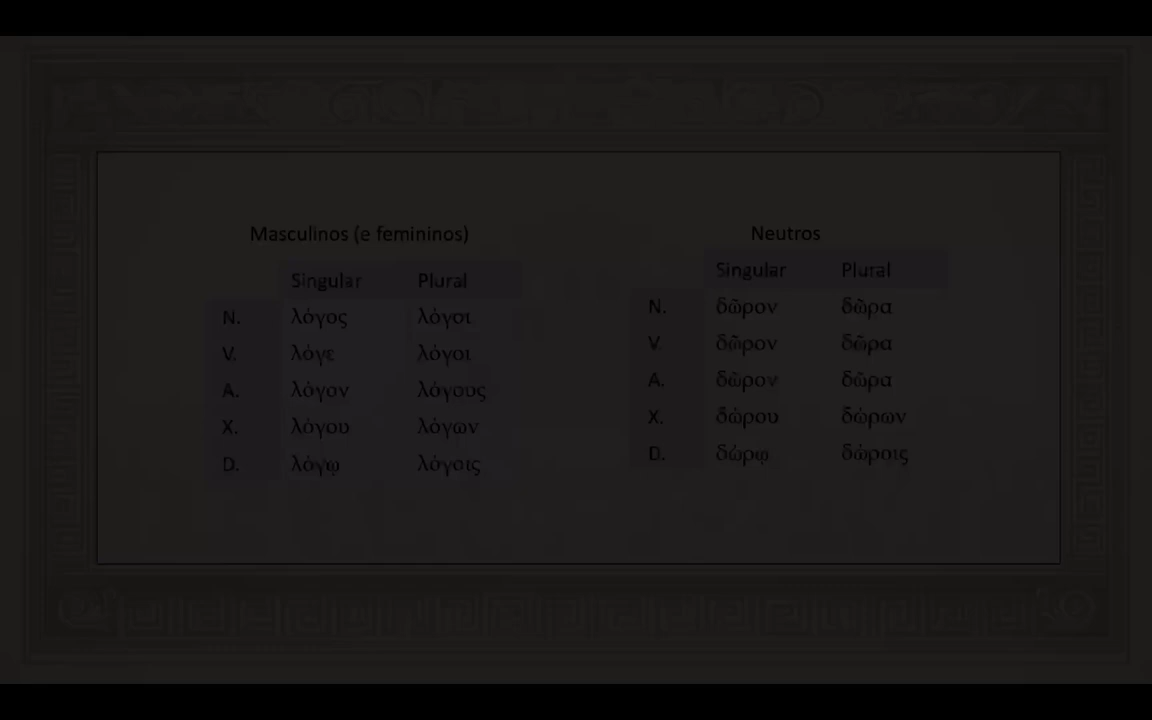 Masculinos (e femininos)
Singular Plural
N. λόγος λόγοι
V. λόγε λόγοι
A. λόγον λόγους
X. λόγου λόγων
D. λόγῳ λόγοις
Neutros
Singular Plural
N. δῶρον δῶρα
V. δῶρον δῶρα
A. δῶρον δῶρα
X. δώρου δώρων
D. δώρῳ δώροις